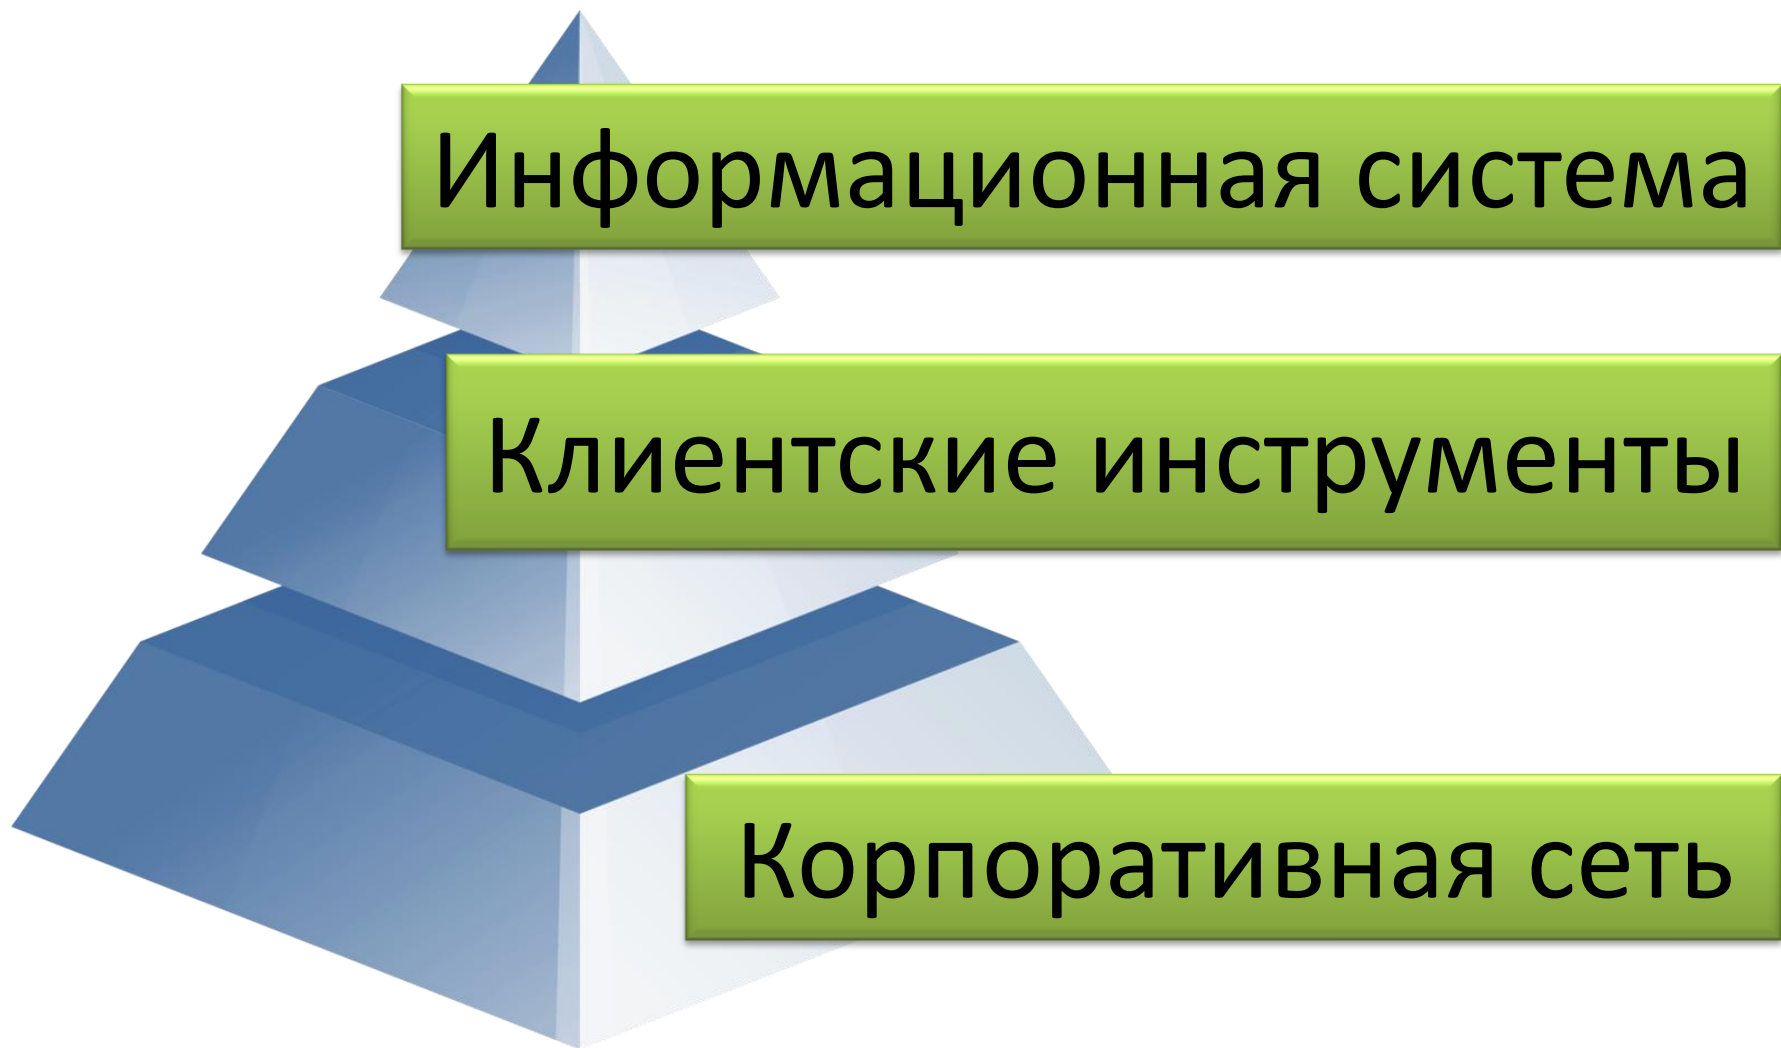 Информационная система
Клиентские инструменты
Корпоративная сеть